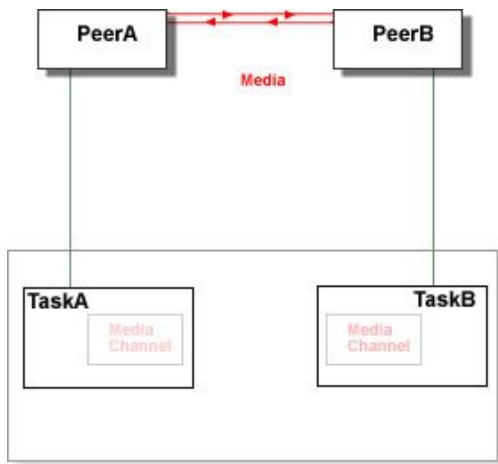 PeerA
PeerB
Media
TaskA
TaskB
Media
Channel
Media
Channel